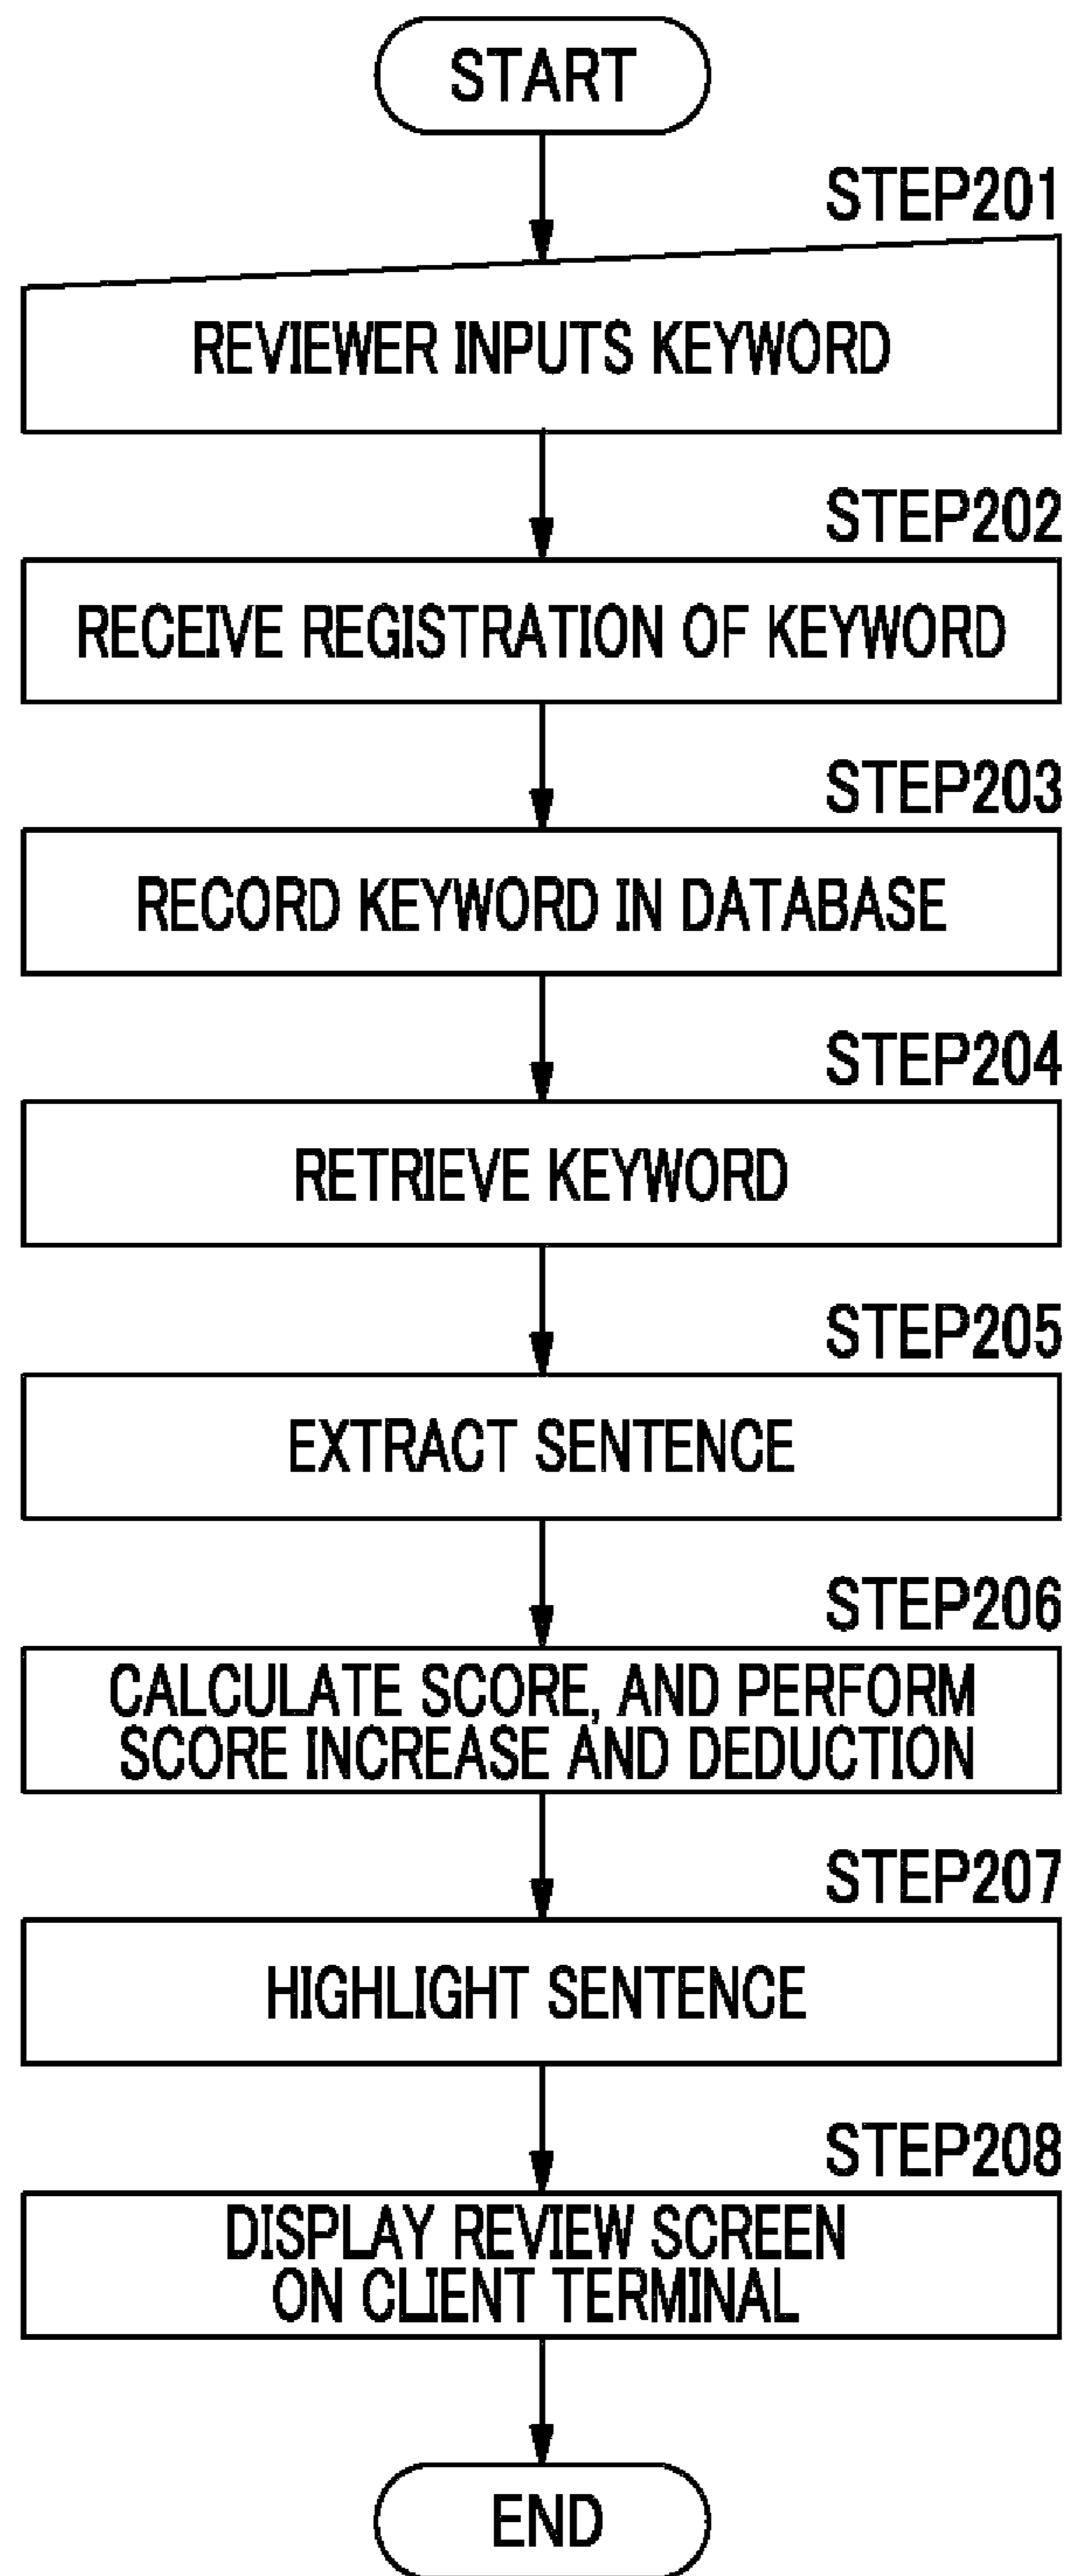 START
STEP201
REVIEWER INPUTS KEYWORD
STEP202
RECEIVE REGISTRATION OF KEYWORD
STEP203
RECORD KEYWORD IN DATABASE
STEP204
RETRIEVE KEYWORD
STEP205
EXTRACT SENTENCE
STEP206
CALCULATE SCORE, AND PERFORM
SCORE INCREASE AND DEDUCTION
STEP207
HIGHLIGHT SENTENCE
STEP208
DISPLAY REVIEW SCREEN
ON CLIENT TERMINAL
END